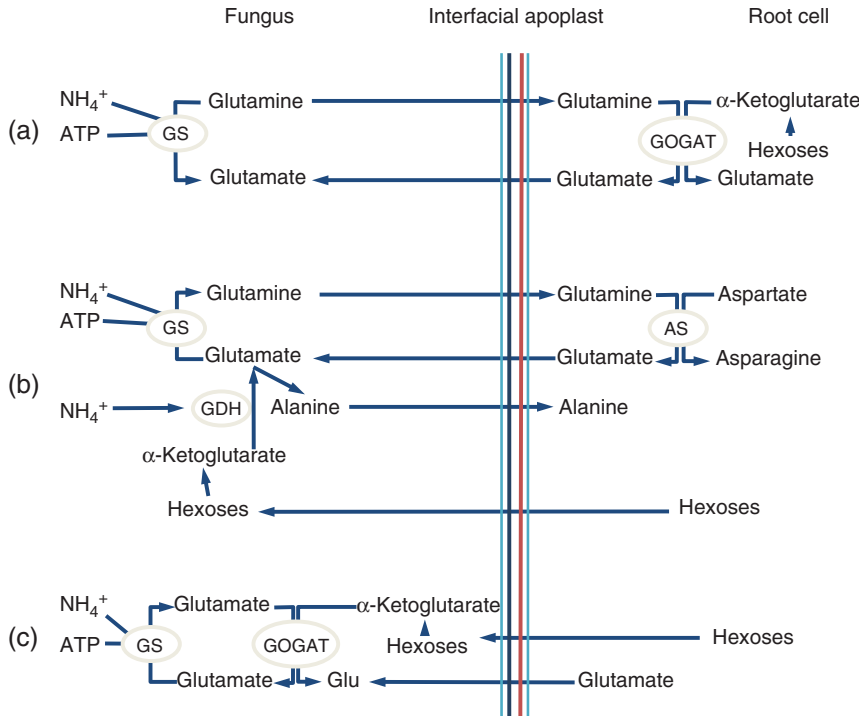 Fungus Interfacial apoplast Root cell
(a)
NH₄⁺ Glutamine Glutamine α-Ketoglutarate
ATP GS GOGAT
Hexoses
Glutamate Glutamate Glutamate
(b)
NH₄⁺ Glutamine Glutamine Aspartate
ATP GS AS
Glutamate Glutamate Asparagine
NH₄⁺ GDH Alanine Alanine
α-Ketoglutarate
Hexoses Hexoses
(c)
NH₄⁺ Glutamate α-Ketoglutarate
ATP GS GOGAT Hexoses Hexoses
Glutamate Glu Glutamate